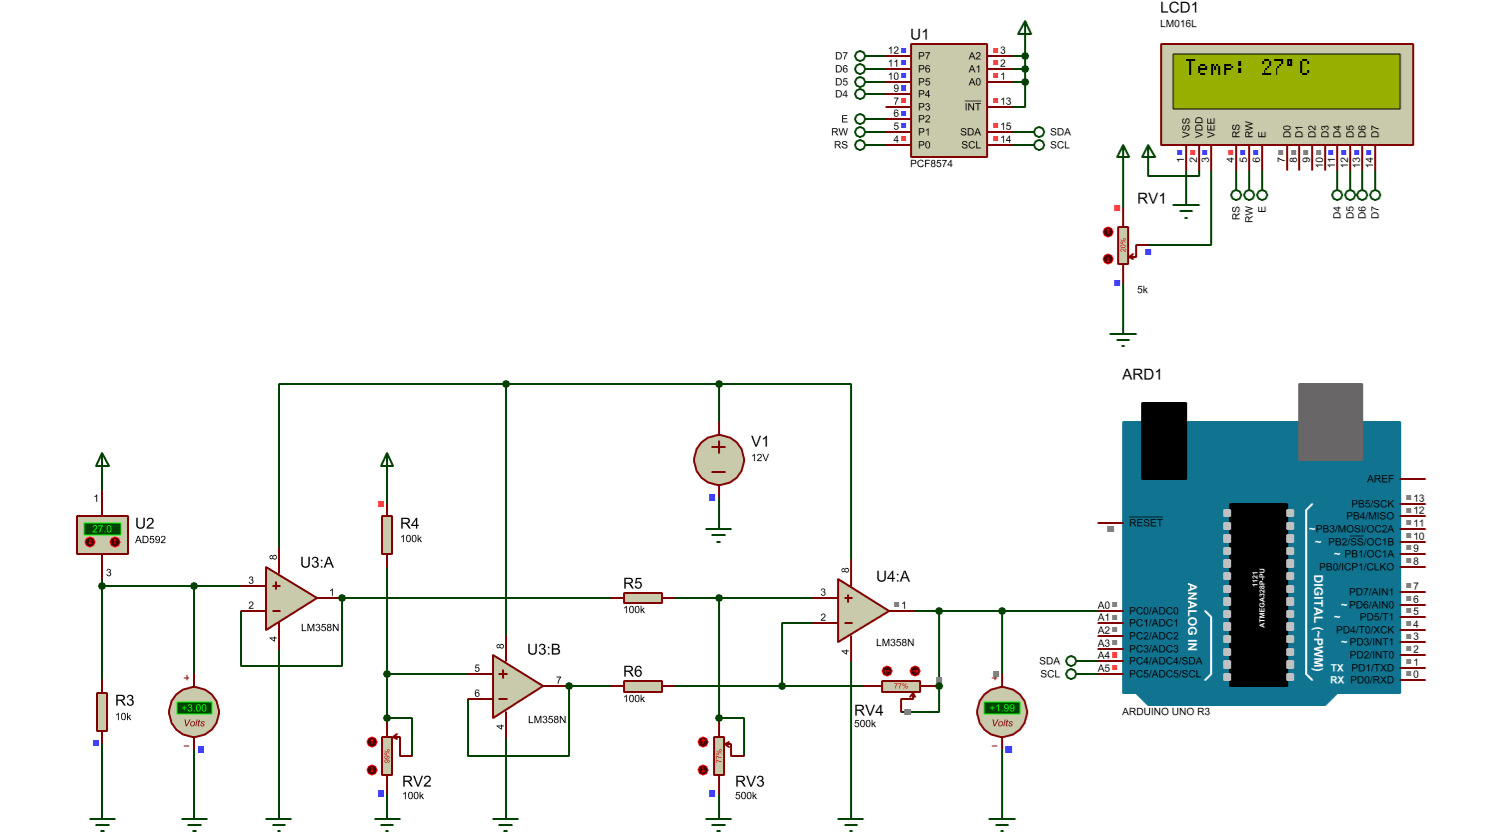 LCD1
LM016L
Temp: 27°C
VSS
VDD
VEE
RS
RW
E
D0
D1
D2
D3
D4
D5
D6
D7
1
2
3
4
5
6
7
8
9
10
11
12
13
14
RS
RW
E
D4
D5
D6
D7
U1
D7 12 P7 A2 3
D6 11 P6 A1 2
D5 10 P5 A0 1
D4 9 P4
7 P3 INT 13
E 6 P2
RW 5 P1 SDA 15 SDA
RS 4 P0 SCL 14 SCL
PCF8574
RV1
20%
5k
ARD1
V1
12V
1
U2
27.0
AD592
3
R4
100k
8
U3:A
3
2
1
4
LM358N
R3
10k
+
+3.00
Volts
−
99%
RV2
100k
8
U3:B
5
6
7
4
LM358N
R5
100k
R6
100k
77%
RV3
500k
8
U4:A
3
2
1
4
LM358N
77%
RV4
500k
+
+1.99
Volts
−
RESET
AREF
PB5/SCK 13
PB4/MISO 12
~PB3/MOSI/OC2A 11
~ PB2/SS/OC1B 10
~ PB1/OC1A 9
PB0/ICP1/CLKO 8
PD7/AIN1 7
~ PD6/AIN0 6
~ PD5/T1 5
PD4/T0/XCK 4
~ PD3/INT1 3
PD2/INT0 2
TX PD1/TXD 1
RX PD0/RXD 0
A0 PC0/ADC0
A1 PC1/ADC1
A2 PC2/ADC2
A3 PC3/ADC3
SDA A4 PC4/ADC4/SDA
SCL A5 PC5/ADC5/SCL
ANALOG IN
1121
ATMEGA328P-PU
DIGITAL (~PWM)
ARDUINO UNO R3